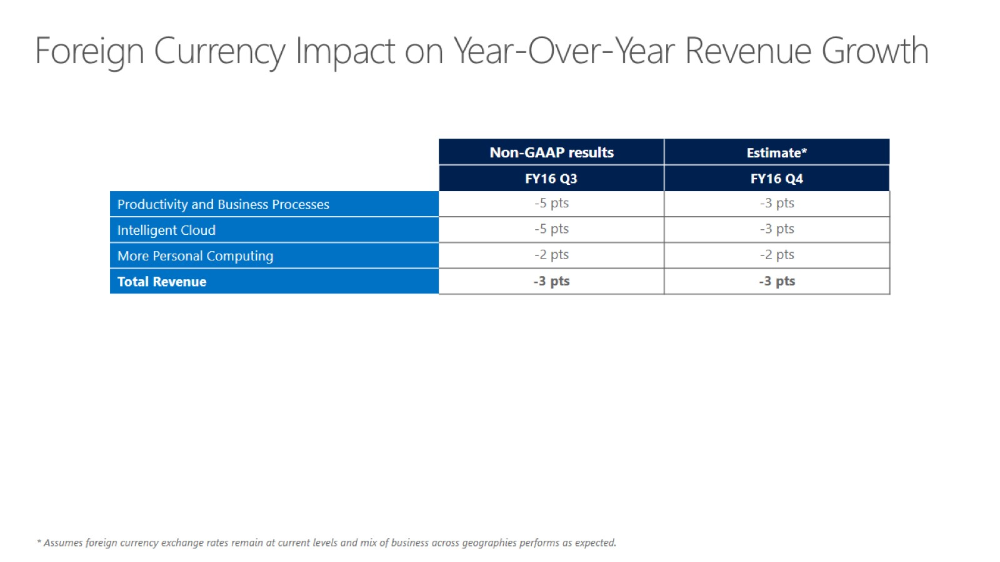 Foreign Currency Impact on Year-Over-Year Revenue Growth
Non-GAAP results Estimate*
FY16 Q3 FY16 Q4
Productivity and Business Processes -5 pts -3 pts
Intelligent Cloud -5 pts -3 pts
More Personal Computing -2 pts -2 pts
Total Revenue -3 pts -3 pts
* Assumes foreign currency exchange rates remain at current levels and mix of business across geographies performs as expected.